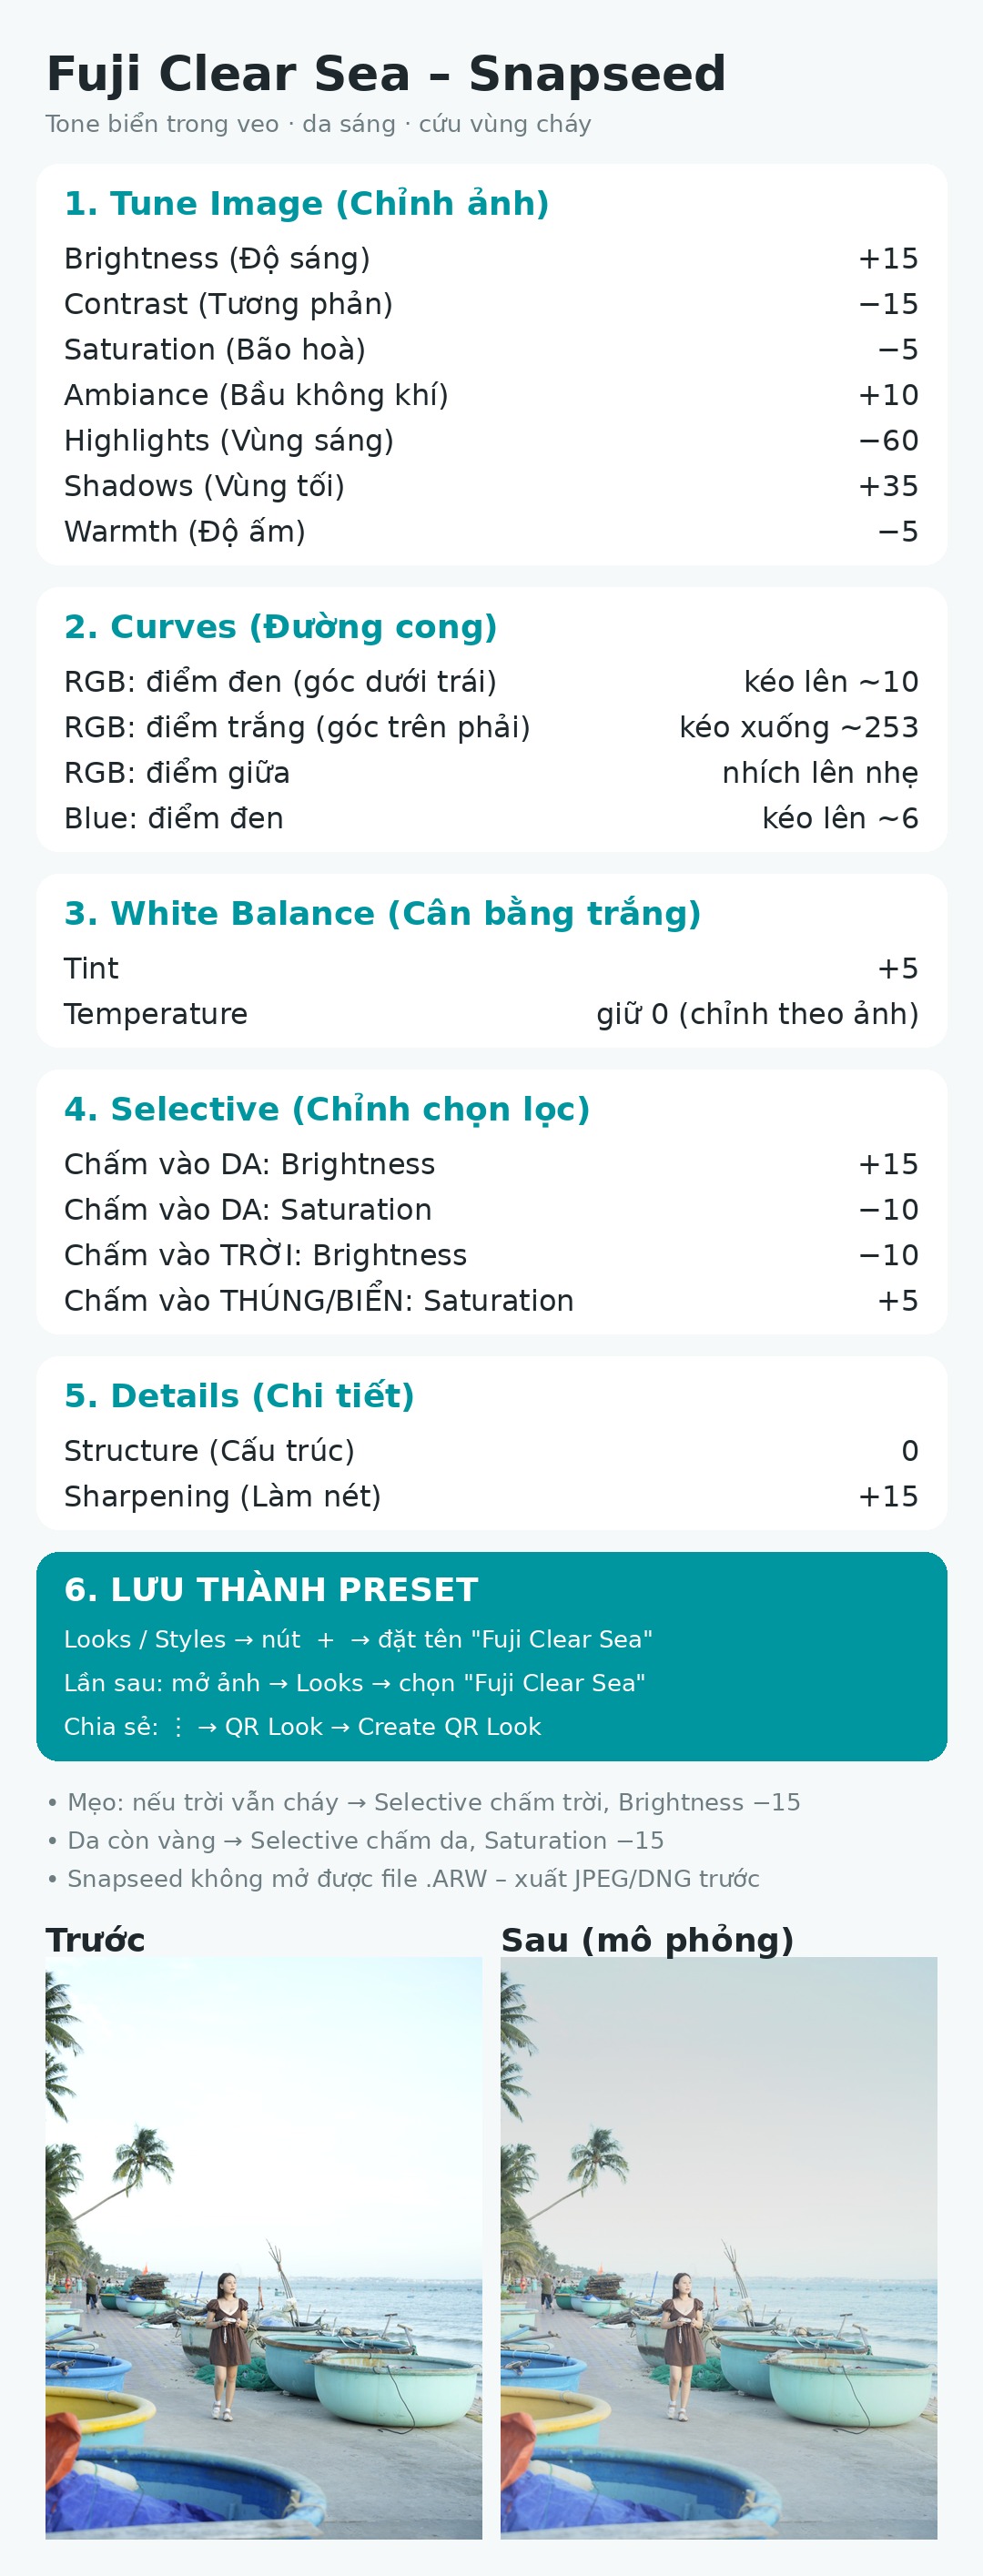 Fuji Clear Sea – Snapseed
Tone biển trong veo · da sáng · cứu vùng cháy
1. Tune Image (Chỉnh ảnh)
Brightness (Độ sáng) +15
Contrast (Tương phản) −15
Saturation (Bão hoà) −5
Ambiance (Bầu không khí) +10
Highlights (Vùng sáng) −60
Shadows (Vùng tối) +35
Warmth (Độ ấm) −5
2. Curves (Đường cong)
RGB: điểm đen (góc dưới trái) kéo lên ~10
RGB: điểm trắng (góc trên phải) kéo xuống ~253
RGB: điểm giữa nhích lên nhẹ
Blue: điểm đen kéo lên ~6
3. White Balance (Cân bằng trắng)
Tint +5
Temperature giữ 0 (chỉnh theo ảnh)
4. Selective (Chỉnh chọn lọc)
Chấm vào DA: Brightness +15
Chấm vào DA: Saturation −10
Chấm vào TRỜI: Brightness −10
Chấm vào THÚNG/BIỂN: Saturation +5
5. Details (Chi tiết)
Structure (Cấu trúc) 0
Sharpening (Làm nét) +15
6. LƯU THÀNH PRESET
Looks / Styles → nút + → đặt tên "Fuji Clear Sea"
Lần sau: mở ảnh → Looks → chọn "Fuji Clear Sea"
Chia sẻ: ⋮ → QR Look → Create QR Look
• Mẹo: nếu trời vẫn cháy → Selective chấm trời, Brightness −15
• Da còn vàng → Selective chấm da, Saturation −15
• Snapseed không mở được file .ARW – xuất JPEG/DNG trước
Trước Sau (mô phỏng)